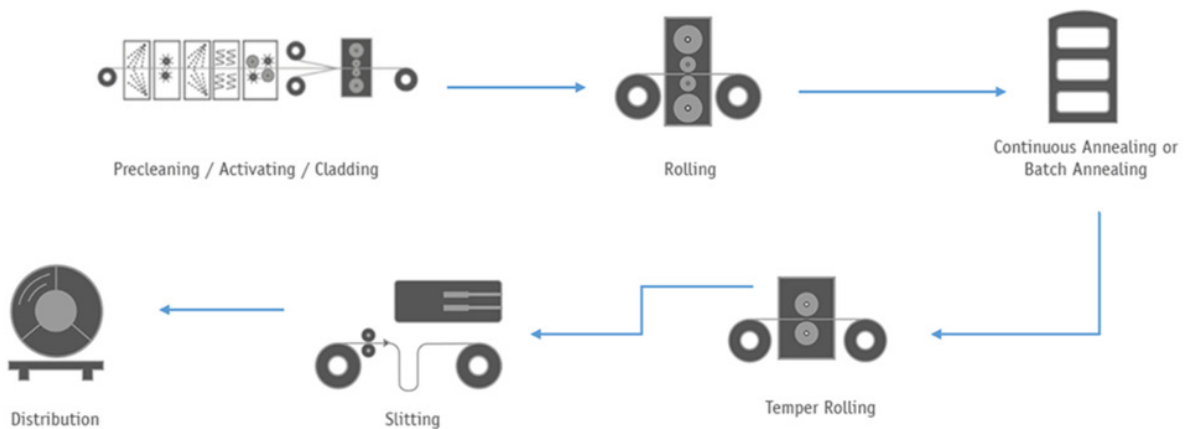 Precleaning / Activating / Cladding
Rolling
Continuous Annealing or
Batch Annealing
Temper Rolling
Slitting
Distribution